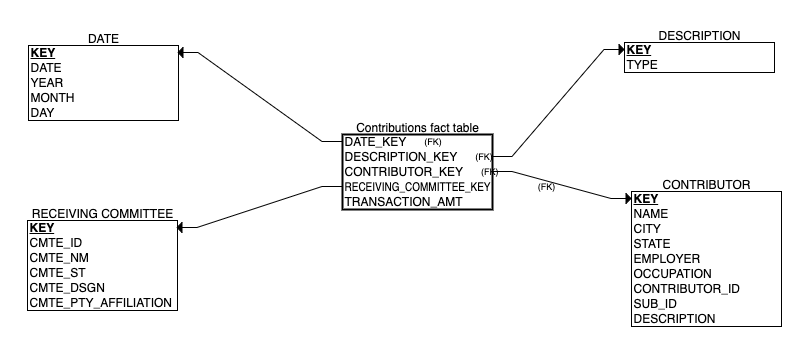 DATE
KEY
DATE
YEAR
MONTH
DAY
DESCRIPTION
KEY
TYPE
Contributions fact table
DATE_KEY (FK)
DESCRIPTION_KEY (FK)
CONTRIBUTOR_KEY (FK)
RECEIVING_COMMITTEE_KEY (FK)
TRANSACTION_AMT
RECEIVING COMMITTEE
KEY
CMTE_ID
CMTE_NM
CMTE_ST
CMTE_DSGN
CMTE_PTY_AFFILIATION
CONTRIBUTOR
KEY
NAME
CITY
STATE
EMPLOYER
OCCUPATION
CONTRIBUTOR_ID
SUB_ID
DESCRIPTION